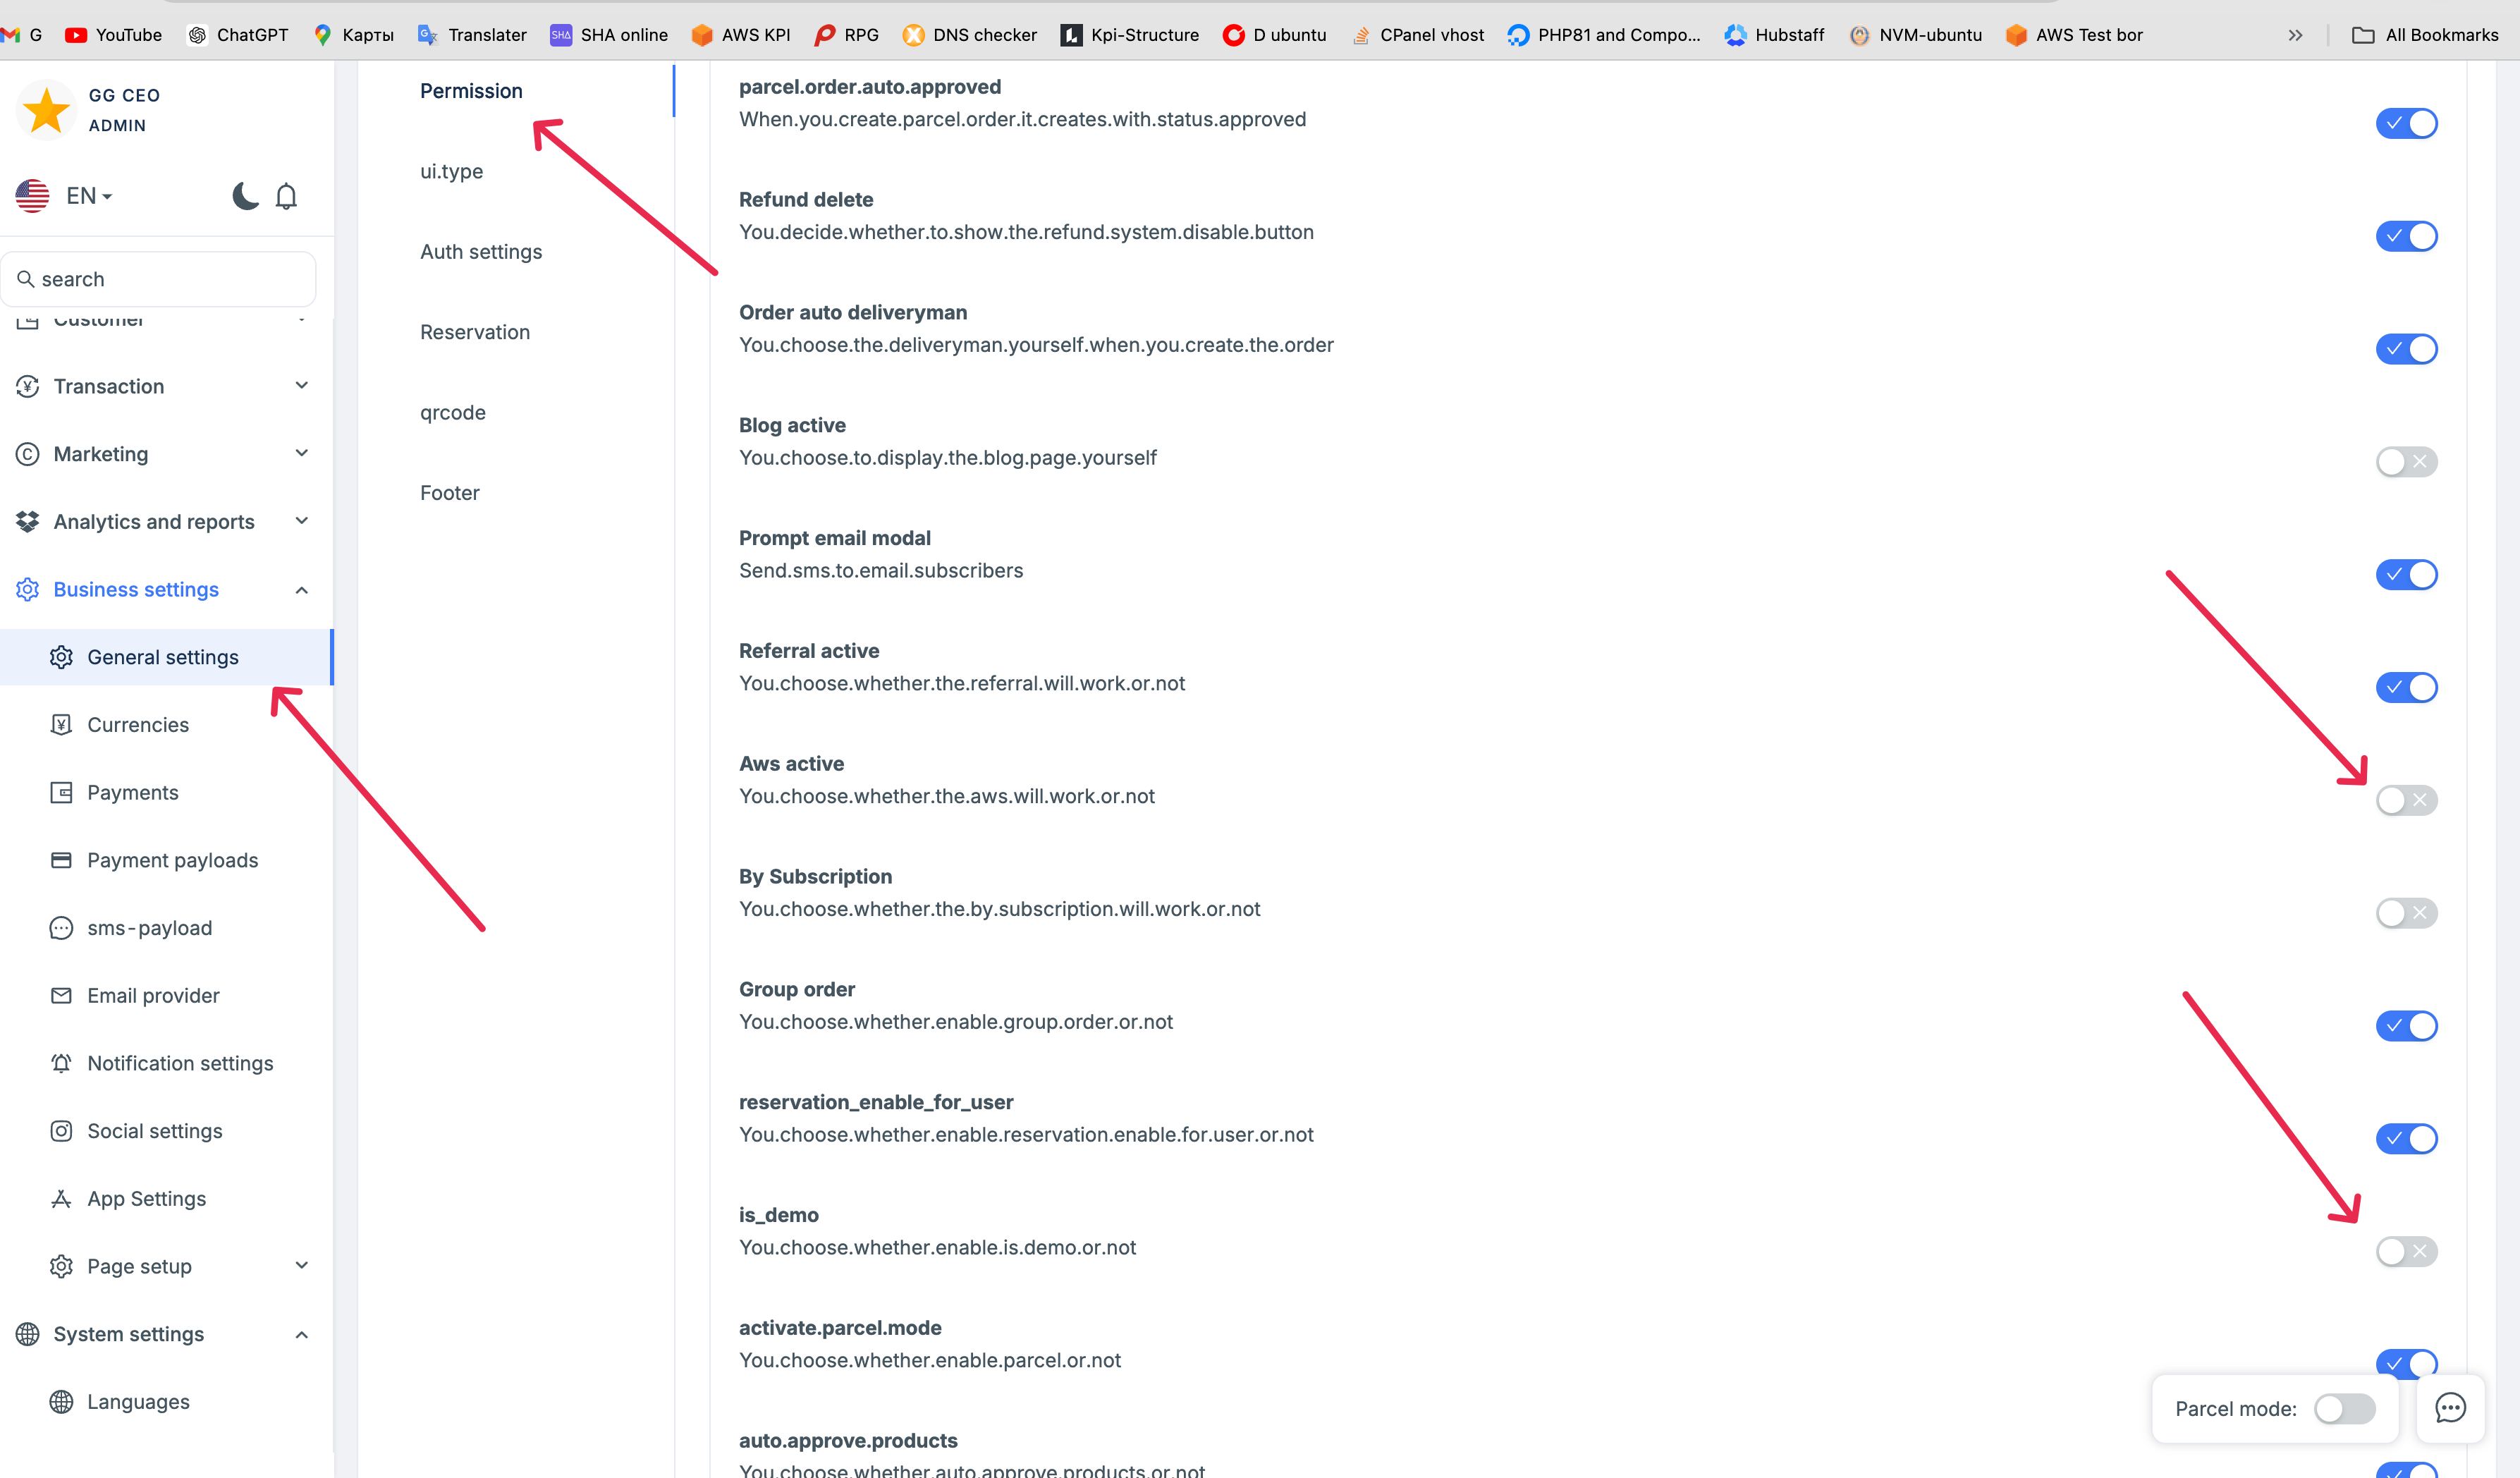 G
YouTube
ChatGPT
Карты
Translater
SHA
SHA online
AWS KPI
RPG
DNS checker
Kpi-Structure
D ubuntu
CPanel vhost
PHP81 and Compo...
Hubstaff
NVM-ubuntu
AWS Test bor
»
All Bookmarks
GG CEO
ADMIN
EN
search
Customer
Transaction
Marketing
Analytics and reports
Business settings
General settings
Currencies
Payments
Payment payloads
sms-payload
Email provider
Notification settings
Social settings
App Settings
Page setup
System settings
Languages
Permission
ui.type
Auth settings
Reservation
qrcode
Footer
parcel.order.auto.approved
When.you.create.parcel.order.it.creates.with.status.approved
Refund delete
You.decide.whether.to.show.the.refund.system.disable.button
Order auto deliveryman
You.choose.the.deliveryman.yourself.when.you.create.the.order
Blog active
You.choose.to.display.the.blog.page.yourself
Prompt email modal
Send.sms.to.email.subscribers
Referral active
You.choose.whether.the.referral.will.work.or.not
Aws active
You.choose.whether.the.aws.will.work.or.not
By Subscription
You.choose.whether.the.by.subscription.will.work.or.not
Group order
You.choose.whether.enable.group.order.or.not
reservation_enable_for_user
You.choose.whether.enable.reservation.enable.for.user.or.not
is_demo
You.choose.whether.enable.is.demo.or.not
activate.parcel.mode
You.choose.whether.enable.parcel.or.not
auto.approve.products
You.choose.whether.auto.approve.products.or.not
Parcel mode: